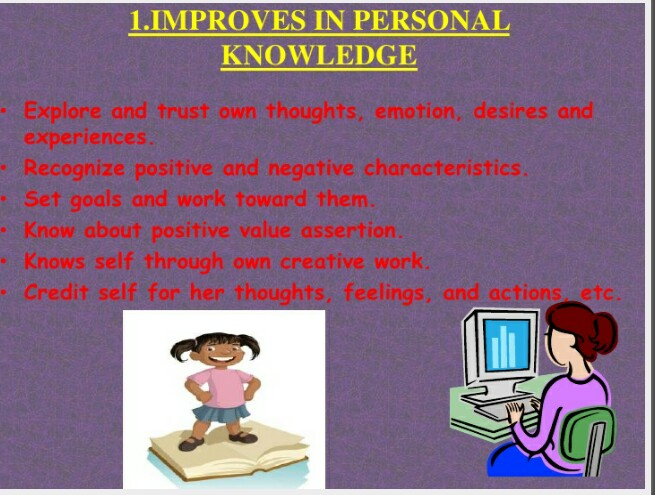 1.IMPROVES IN PERSONAL
KNOWLEDGE
• Explore and trust own thoughts, emotion, desires and
experiences.
• Recognize positive and negative characteristics.
• Set goals and work toward them.
• Know about positive value assertion.
• Knows self through own creative work.
• Credit self for her thoughts, feelings, and actions, etc.